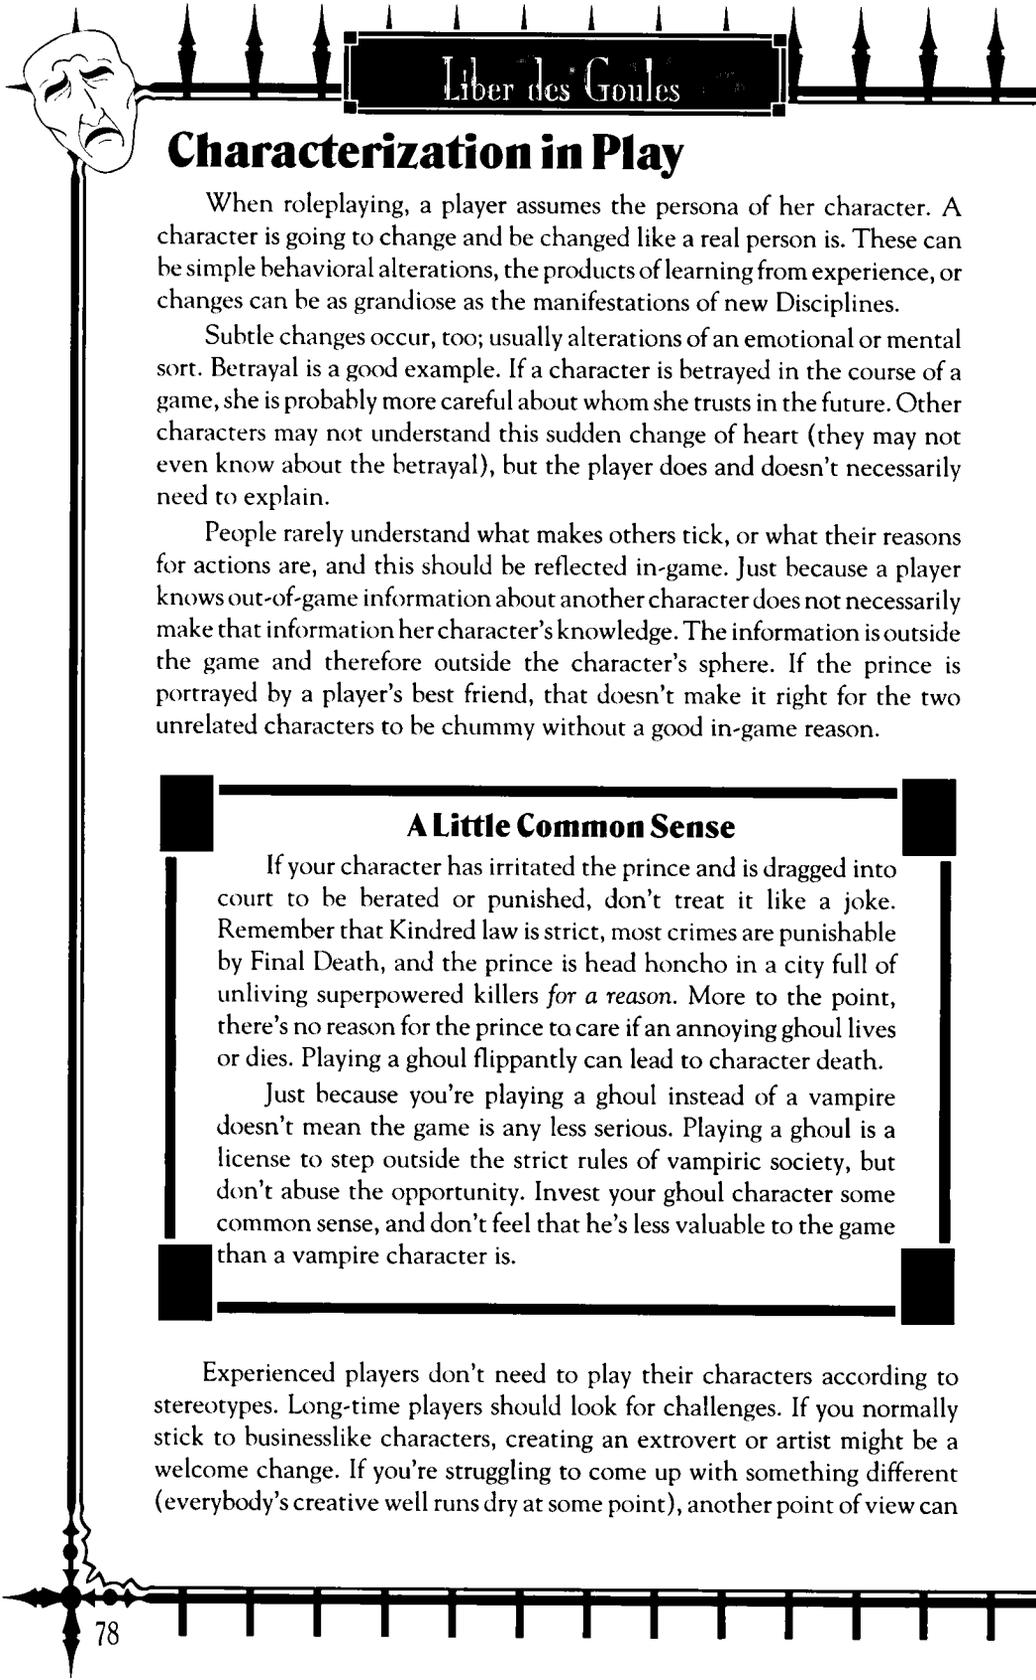 Liber des Goules
Characterization in Play
When roleplaying, a player assumes the persona of her character. A
character is going to change and be changed like a real person is. These can
be simple behavioral alterations, the products of learning from experience, or
changes can be as grandiose as the manifestations of new Disciplines.
Subtle changes occur, too; usually alterations of an emotional or mental
sort. Betrayal is a good example. If a character is betrayed in the course of a
game, she is probably more careful about whom she trusts in the future. Other
characters may not understand this sudden change of heart (they may not
even know about the betrayal), but the player does and doesn't necessarily
need to explain.
People rarely understand what makes others tick, or what their reasons
for actions are, and this should be reflected in-game. Just because a player
knows out-of-game information about another character does not necessarily
make that information her character's knowledge. The information is outside
the game and therefore outside the character's sphere. If the prince is
portrayed by a player's best friend, that doesn't make it right for the two
unrelated characters to be chummy without a good in-game reason.
A Little Common Sense
If your character has irritated the prince and is dragged into
court to be berated or punished, don't treat it like a joke.
Remember that Kindred law is strict, most crimes are punishable
by Final Death, and the prince is head honcho in a city full of
unliving superpowered killers for a reason. More to the point,
there's no reason for the prince to care if an annoying ghoul lives
or dies. Playing a ghoul flippantly can lead to character death.
Just because you're playing a ghoul instead of a vampire
doesn't mean the game is any less serious. Playing a ghoul is a
license to step outside the strict rules of vampiric society, but
don't abuse the opportunity. Invest your ghoul character some
common sense, and don't feel that he's less valuable to the game
than a vampire character is.
Experienced players don't need to play their characters according to
stereotypes. Long-time players should look for challenges. If you normally
stick to businesslike characters, creating an extrovert or artist might be a
welcome change. If you're struggling to come up with something different
(everybody's creative well runs dry at some point), another point of view can
78